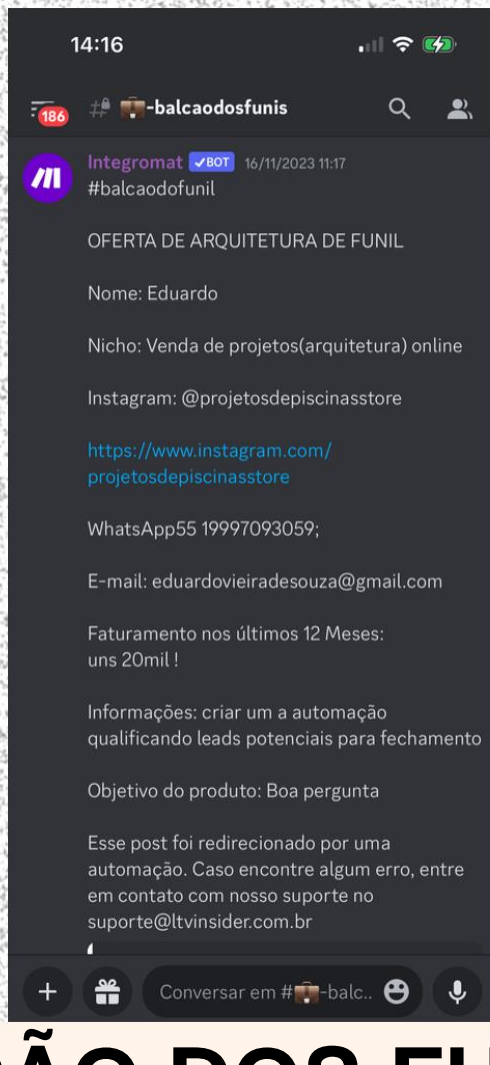 14:16
186
-balcaodosfunis
Integromat BOT 16/11/2023 11:17
#balcaodofunil
OFERTA DE ARQUITETURA DE FUNIL
Nome: Eduardo
Nicho: Venda de projetos(arquitetura) online
Instagram: @projetosdepiscinasstore
https://www.instagram.com/
projetosdepiscinasstore
WhatsApp55 19997093059;
E-mail: eduardovieiradesouza@gmail.com
Faturamento nos últimos 12 Meses:
uns 20mil !
Informações: criar um a automação
qualificando leads potenciais para fechamento
Objetivo do produto: Boa pergunta
Esse post foi redirecionado por uma
automação. Caso encontre algum erro, entre
em contato com nosso suporte no
suporte@ltvinsider.com.br
Conversar em #-balc..
DOS